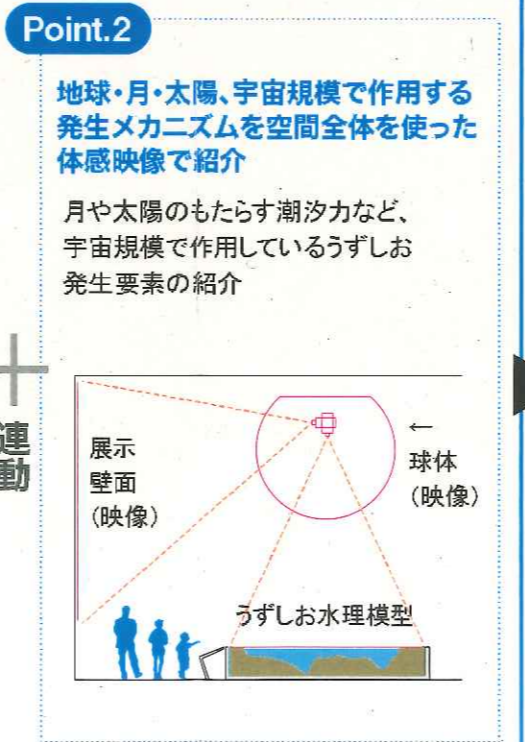 Point.2
地球・月・太陽、宇宙規模で作用する
発生メカニズムを空間全体を使った
体感映像で紹介
月や太陽のもたらす潮汐力など、
宇宙規模で作用しているうずしお
発生要素の紹介
＋
連動
展示
壁面
(映像)
←
球体
(映像)
うずしお水理模型